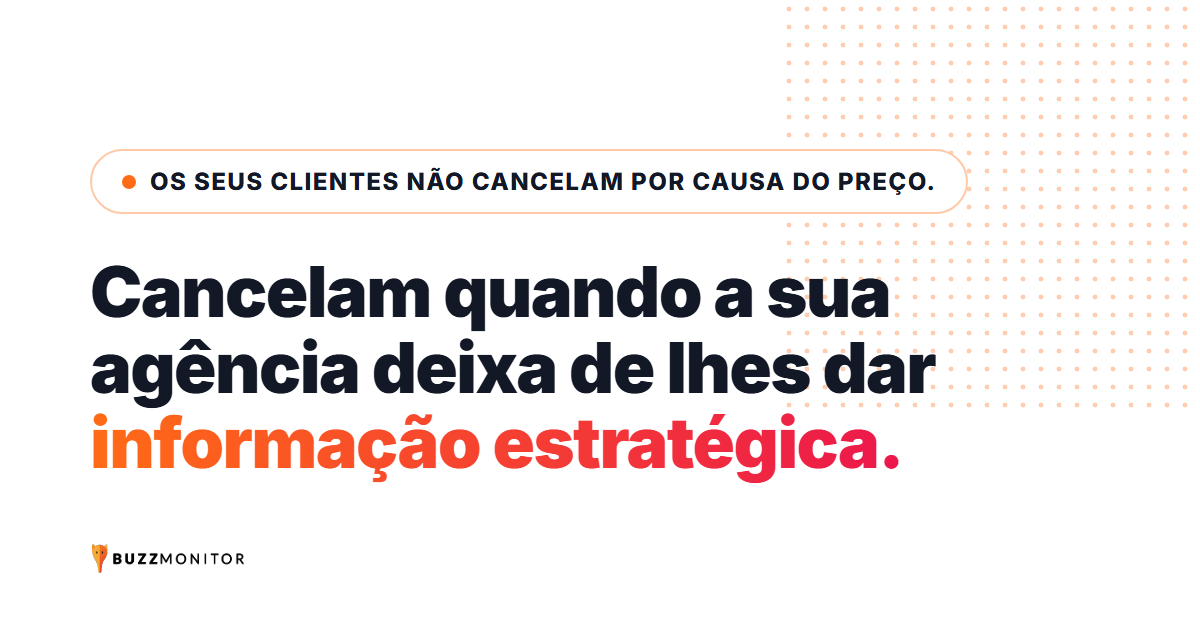 OS SEUS CLIENTES NÃO CANCELAM POR CAUSA DO PREÇO.
Cancelam quando a sua
agência deixa de lhes dar
informação estratégica.
BUZZMONITOR